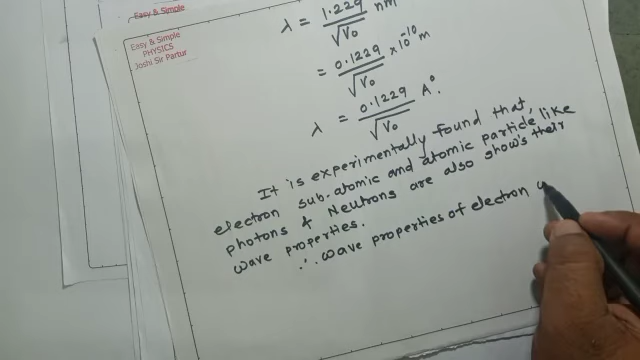 Easy & Simple
Easy & Simple
PHYSICS
Joshi Sir Partur
λ = 1.229 / √V₀ nm
= 0.1229 / √V₀ × 10⁻¹⁰ m
λ = 0.1229 / √V₀ A°.
It is experimentally found that,
electron sub.atomic and atomic particle like
photons & Neutrons are also show's their
wave properties.
∴ wave properties of electron